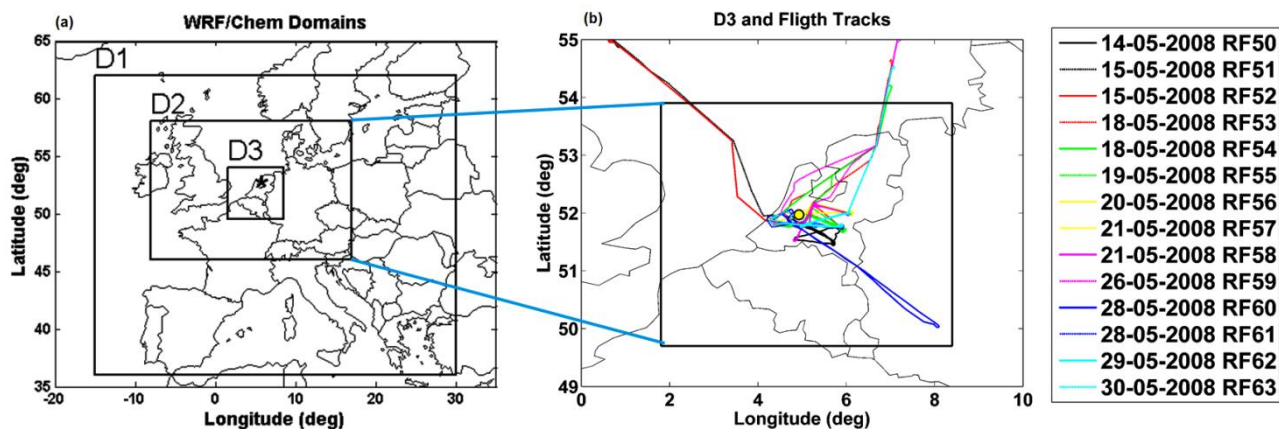 (a)
WRF/Chem Domains
65
60
55
50
45
40
35
Latitude (deg)
D1
D2
D3
-20
-10
0
10
20
30
Longitude (deg)
(b)
D3 and Fligth Tracks
55
54
53
52
51
50
49
Latitude (deg)
0
2
4
6
8
10
Longitude (deg)
14-05-2008 RF50
15-05-2008 RF51
15-05-2008 RF52
18-05-2008 RF53
18-05-2008 RF54
19-05-2008 RF55
20-05-2008 RF56
21-05-2008 RF57
21-05-2008 RF58
26-05-2008 RF59
28-05-2008 RF60
28-05-2008 RF61
29-05-2008 RF62
30-05-2008 RF63